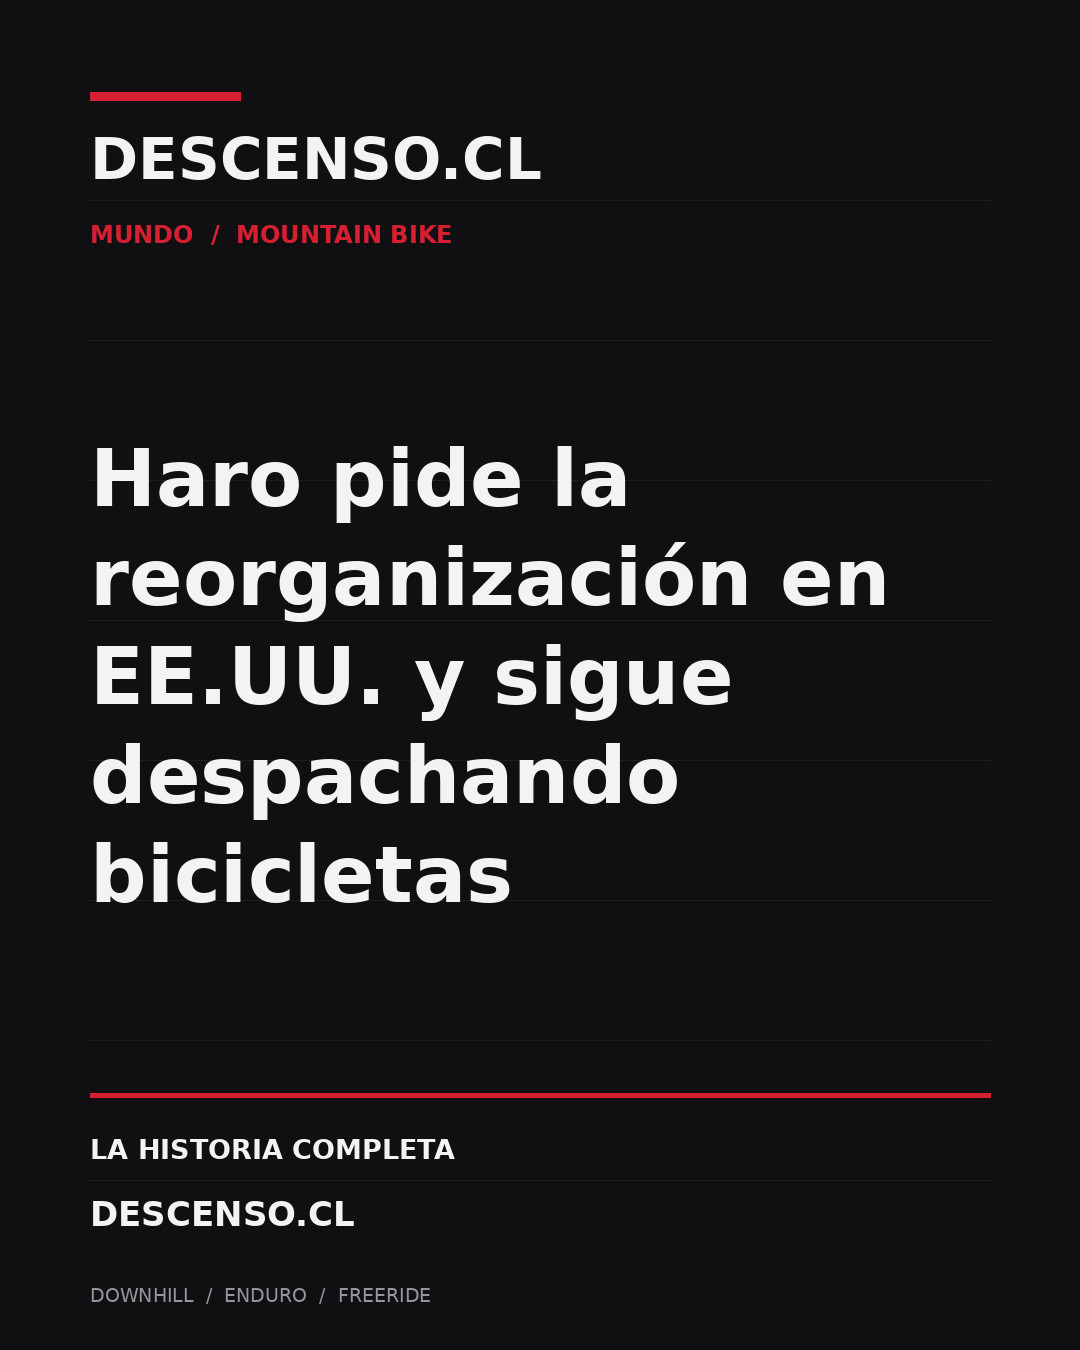 DESCENSO.CL
MUNDO / MOUNTAIN BIKE
Haro pide la
reorganización en
EE.UU. y sigue
despachando
bicicletas
LA HISTORIA COMPLETA
DESCENSO.CL
DOWNHILL / ENDURO / FREERIDE